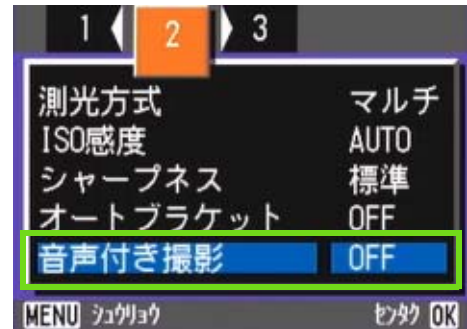 1 2 3
測光方式 マルチ
ISO感度 AUTO
シャープネス 標準
オートブラケット OFF
音声付き撮影 OFF
MENU ｼｭｳﾘｮｳ ｾﾝﾀｸ OK